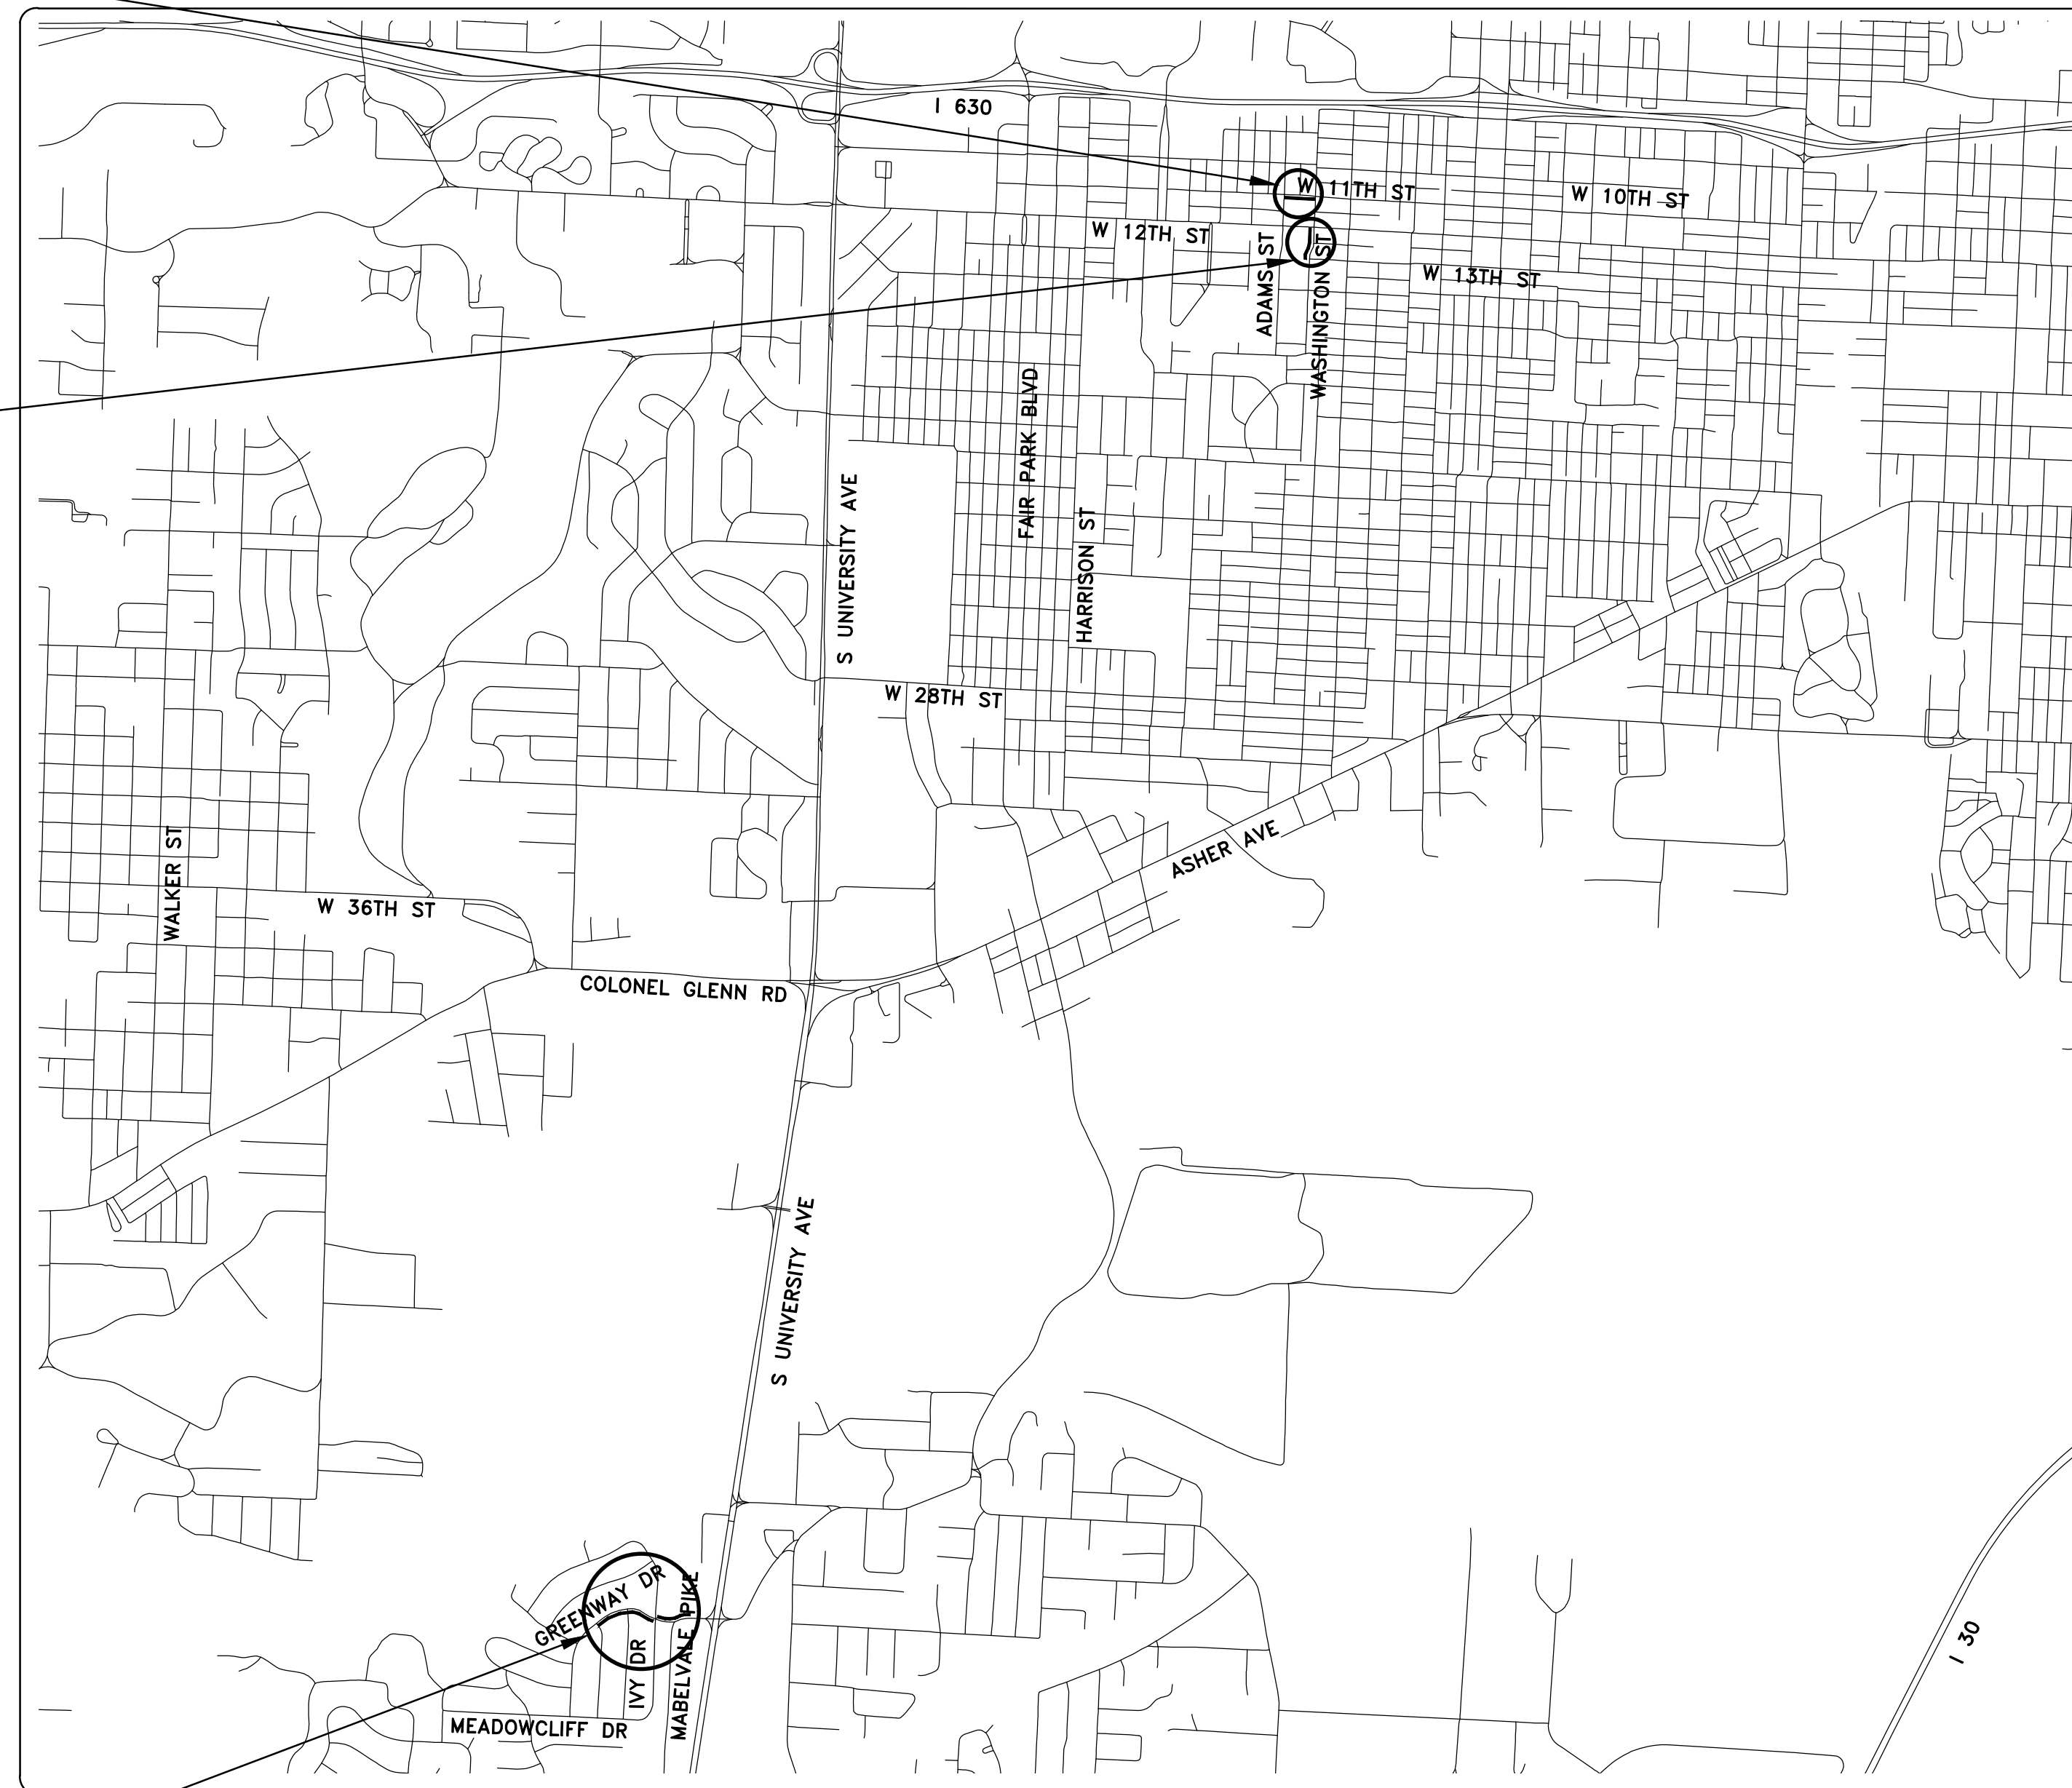 I 630
W 11TH ST
W 10TH ST
W 12TH ST
ADAMS ST
WASHINGTON ST
W 13TH ST
FAIR PARK BLVD
S UNIVERSITY AVE
HARRISON ST
W 28TH ST
ASHER AVE
WALKER ST
W 36TH ST
COLONEL GLENN RD
S UNIVERSITY AVE
GREENWAY DR
IVY DR
MABELVALE PIKE
MEADOWCLIFF DR
I 30